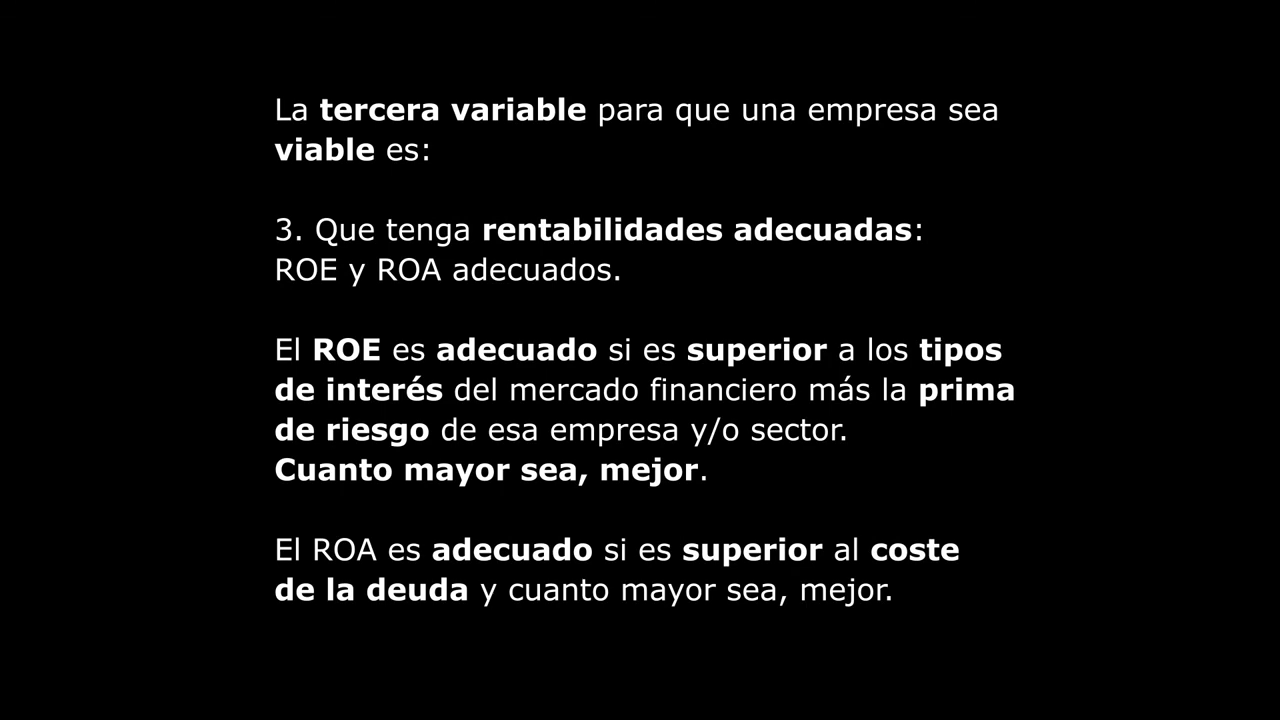 La tercera variable para que una empresa sea
viable es:
3. Que tenga rentabilidades adecuadas:
ROE y ROA adecuados.
El ROE es adecuado si es superior a los tipos
de interés del mercado financiero más la prima
de riesgo de esa empresa y/o sector.
Cuanto mayor sea, mejor.
El ROA es adecuado si es superior al coste
de la deuda y cuanto mayor sea, mejor.